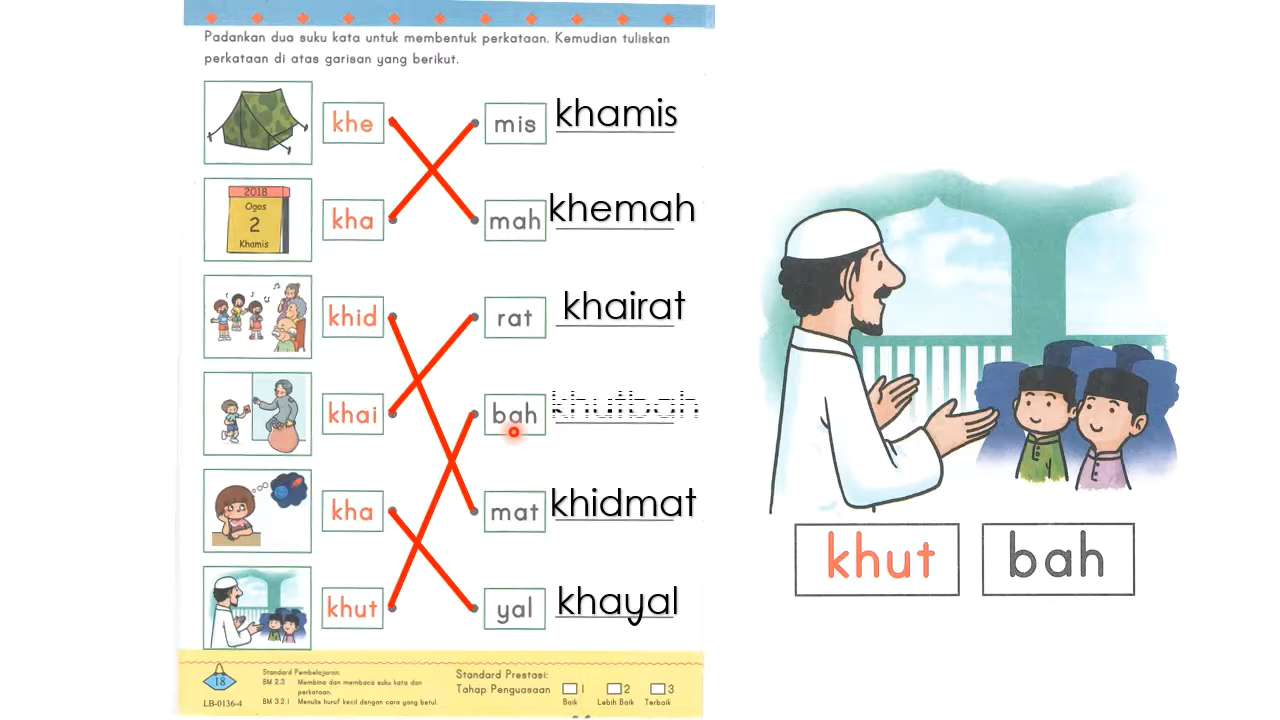 Padankan dua suku kata untuk membentuk perkataan. Kemudian tuliskan
perkataan di atas garisan yang berikut.
khe mis khamis
2018
Ogos
2
Khamis
kha mah khemah
khid rat khairat
khai bah khutbah
kha mat khidmat
khut yal khayal
khut bah
18
LB-0136-4
Standard Pembelajaran:
BM 2.3 Membina dan membaca suku kata dan
perkataan.
BM 3.2.1 Menulis huruf kecil dengan cara yang betul.
Standard Prestasi:
Tahap Penguasaan 1 2 3
Baik Lebih Baik Terbaik